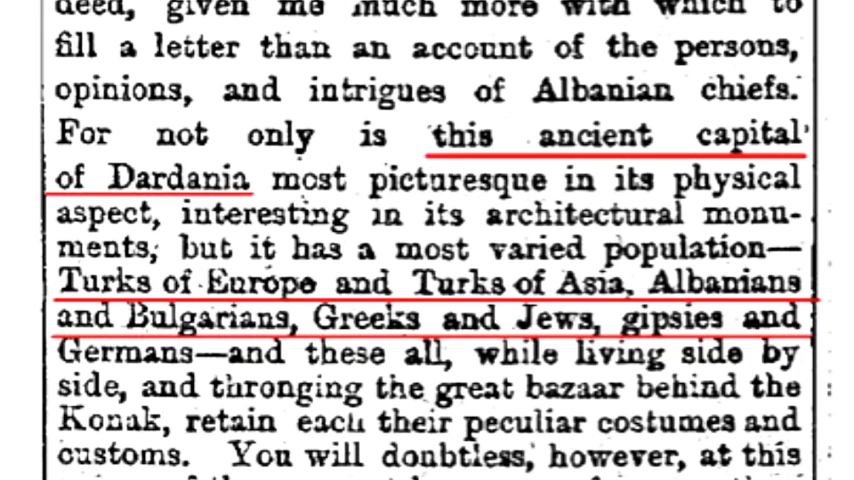 deed, given me much more with which to
fill a letter than an account of the persons,
opinions, and intrigues of Albanian chiefs.
For not only is this ancient capital
of Dardania most picturesque in its physical
aspect, interesting in its architectural monu-
ments, but it has a most varied population—
Turks of Europe and Turks of Asia, Albanians
and Bulgarians, Greeks and Jews, gipsies and
Germans—and these all, while living side by
side, and thronging the great bazaar behind the
Konak, retain each their peculiar costumes and
customs. You will doubtless, however, at this